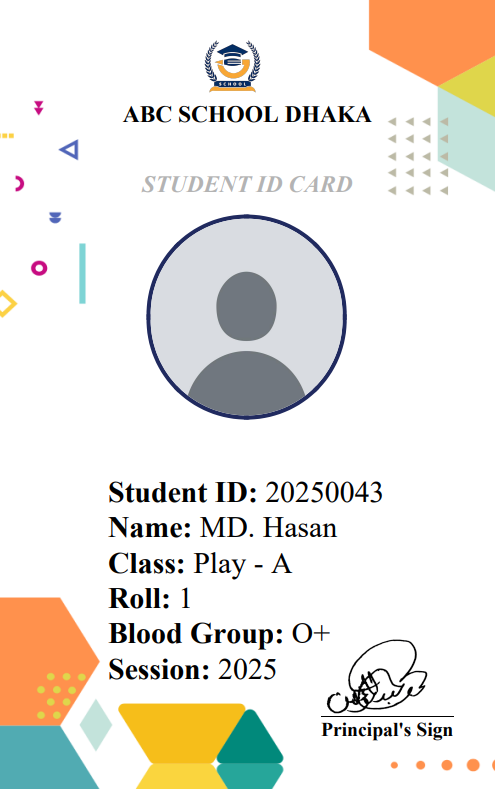 SCHOOL
ABC SCHOOL DHAKA
STUDENT ID CARD
Student ID: 20250043
Name: MD. Hasan
Class: Play - A
Roll: 1
Blood Group: O+
Session: 2025
Principal's Sign